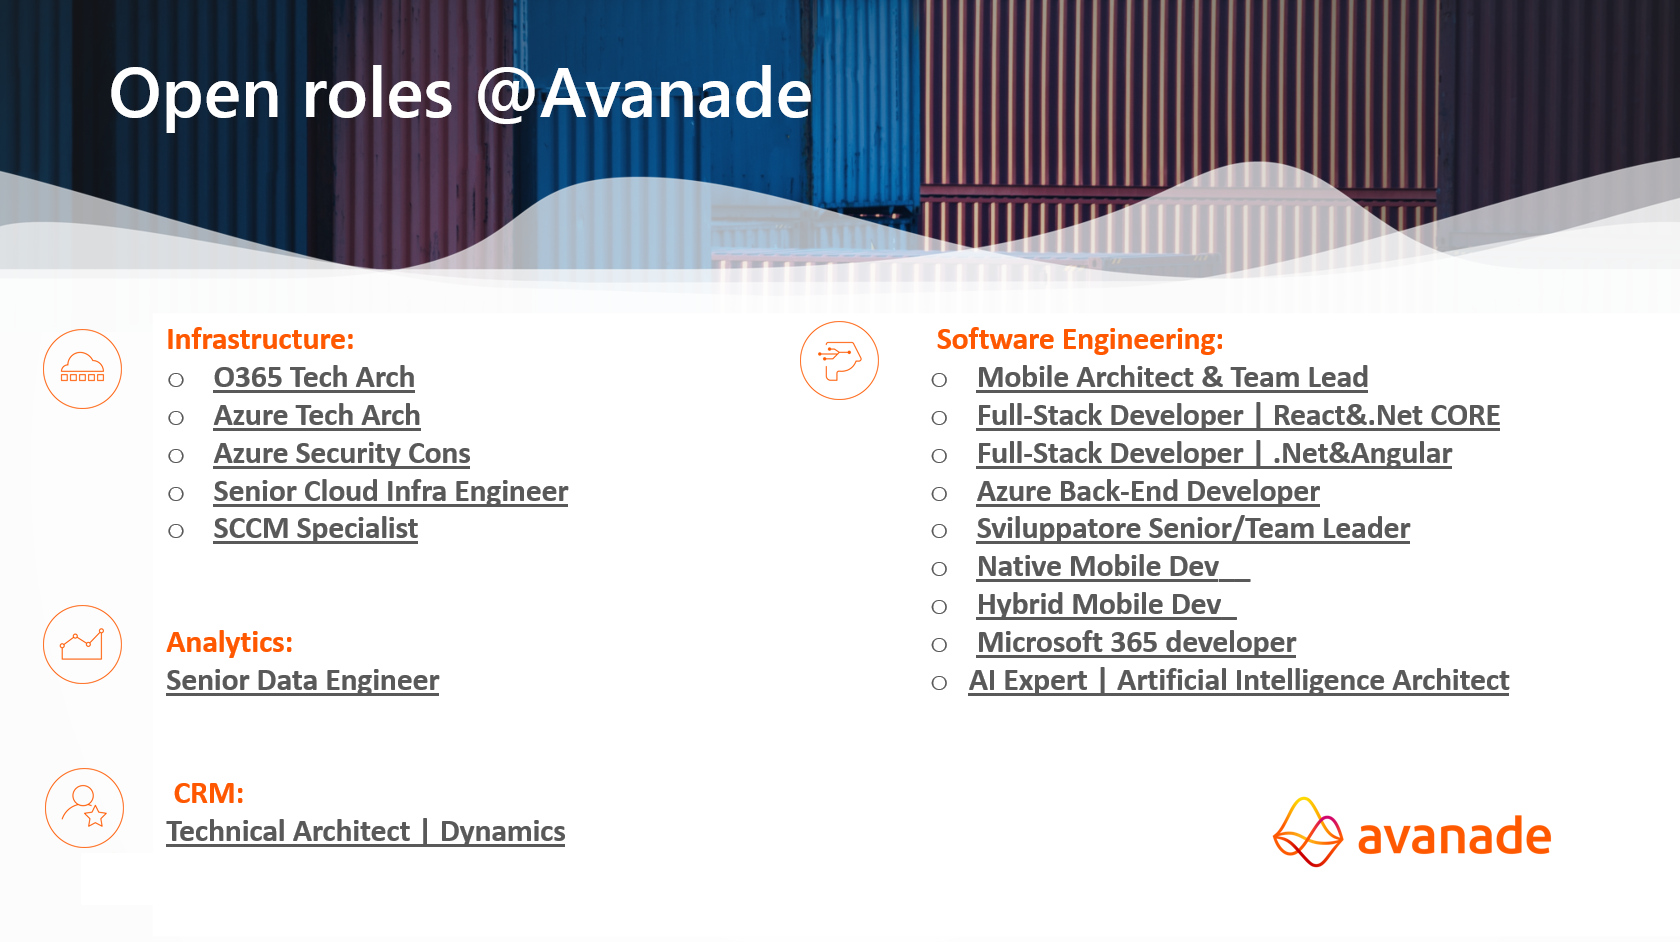 Open roles @Avanade
Infrastructure:
O365 Tech Arch
Azure Tech Arch
Azure Security Cons
Senior Cloud Infra Engineer
SCCM Specialist
Analytics:
Senior Data Engineer
CRM:
Technical Architect | Dynamics
Software Engineering:
Mobile Architect & Team Lead
Full-Stack Developer | React&.Net CORE
Full-Stack Developer | .Net&Angular
Azure Back-End Developer
Sviluppatore Senior/Team Leader
Native Mobile Dev
Hybrid Mobile Dev
Microsoft 365 developer
AI Expert | Artificial Intelligence Architect
avanade